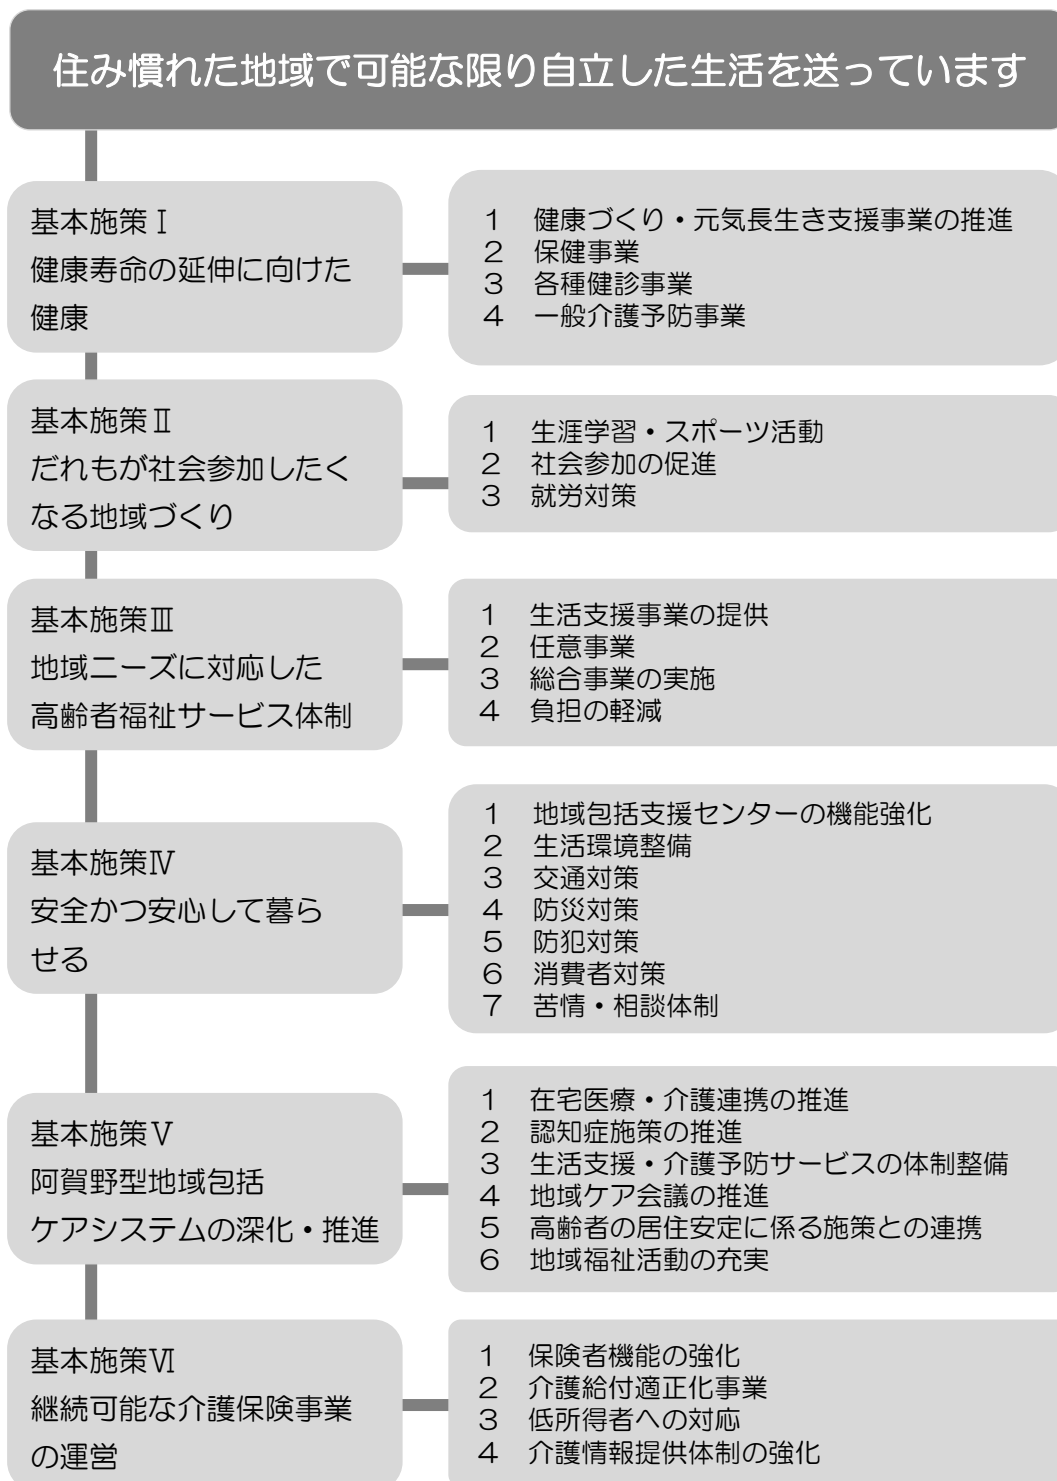 住み慣れた地域で可能な限り自立した生活を送っています
基本施策Ⅰ
健康寿命の延伸に向けた
健康
1 健康づくり・元気長生き支援事業の推進
2 保健事業
3 各種健診事業
4 一般介護予防事業
基本施策Ⅱ
だれもが社会参加したく
なる地域づくり
1 生涯学習・スポーツ活動
2 社会参加の促進
3 就労対策
基本施策Ⅲ
地域ニーズに対応した
高齢者福祉サービス体制
1 生活支援事業の提供
2 任意事業
3 総合事業の実施
4 負担の軽減
基本施策Ⅳ
安全かつ安心して暮ら
せる
1 地域包括支援センターの機能強化
2 生活環境整備
3 交通対策
4 防災対策
5 防犯対策
6 消費者対策
7 苦情・相談体制
基本施策Ⅴ
阿賀野型地域包括
ケアシステムの深化・推進
1 在宅医療・介護連携の推進
2 認知症施策の推進
3 生活支援・介護予防サービスの体制整備
4 地域ケア会議の推進
5 高齢者の居住安定に係る施策との連携
6 地域福祉活動の充実
基本施策Ⅵ
継続可能な介護保険事業
の運営
1 保険者機能の強化
2 介護給付適正化事業
3 低所得者への対応
4 介護情報提供体制の強化